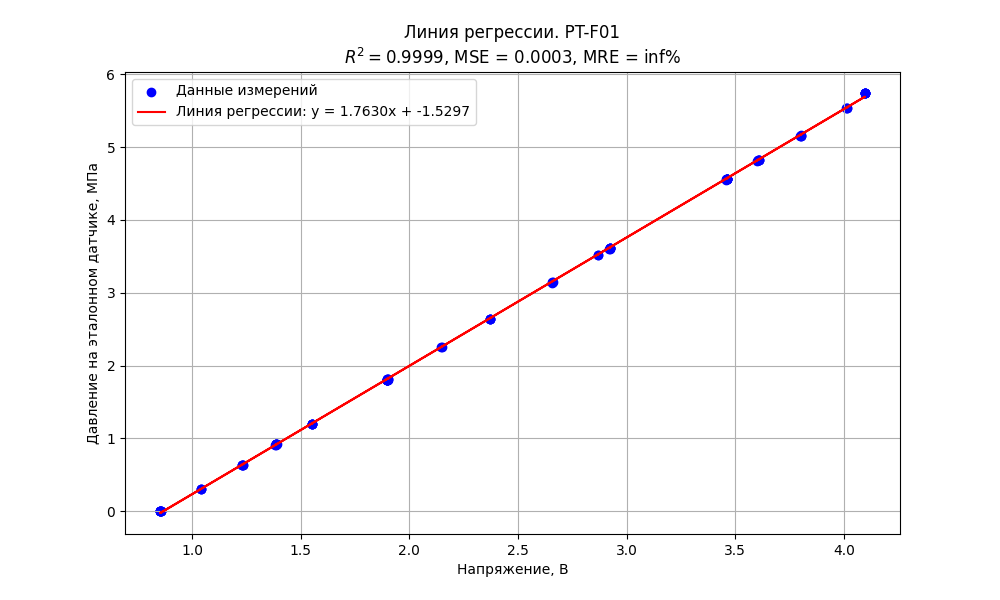 Линия регрессии. PT-F01
R² = 0.9999, MSE = 0.0003, MRE = inf%
Данные измерений
Линия регрессии: y = 1.7630x + -1.5297
Давление на эталонном датчике, МПа
6
5
4
3
2
1
0
1.0 1.5 2.0 2.5 3.0 3.5 4.0
Напряжение, В